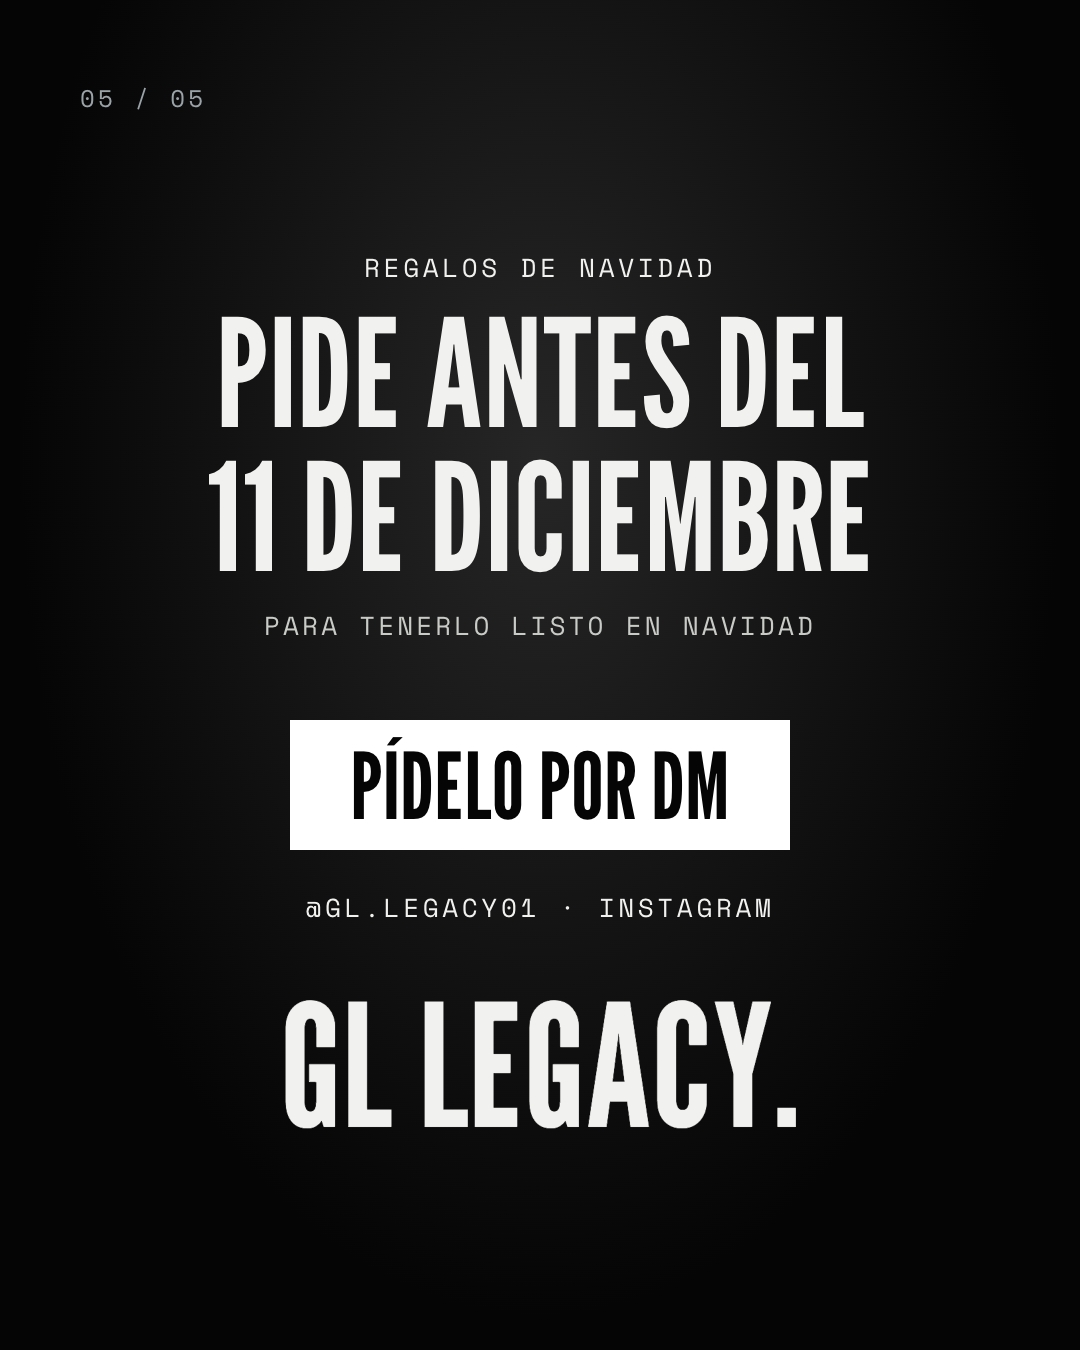 05 / 05
REGALOS DE NAVIDAD
PIDE ANTES DEL
11 DE DICIEMBRE
PARA TENERLO LISTO EN NAVIDAD
PÍDELO POR DM
@GL.LEGACY01 · INSTAGRAM
GL LEGACY.